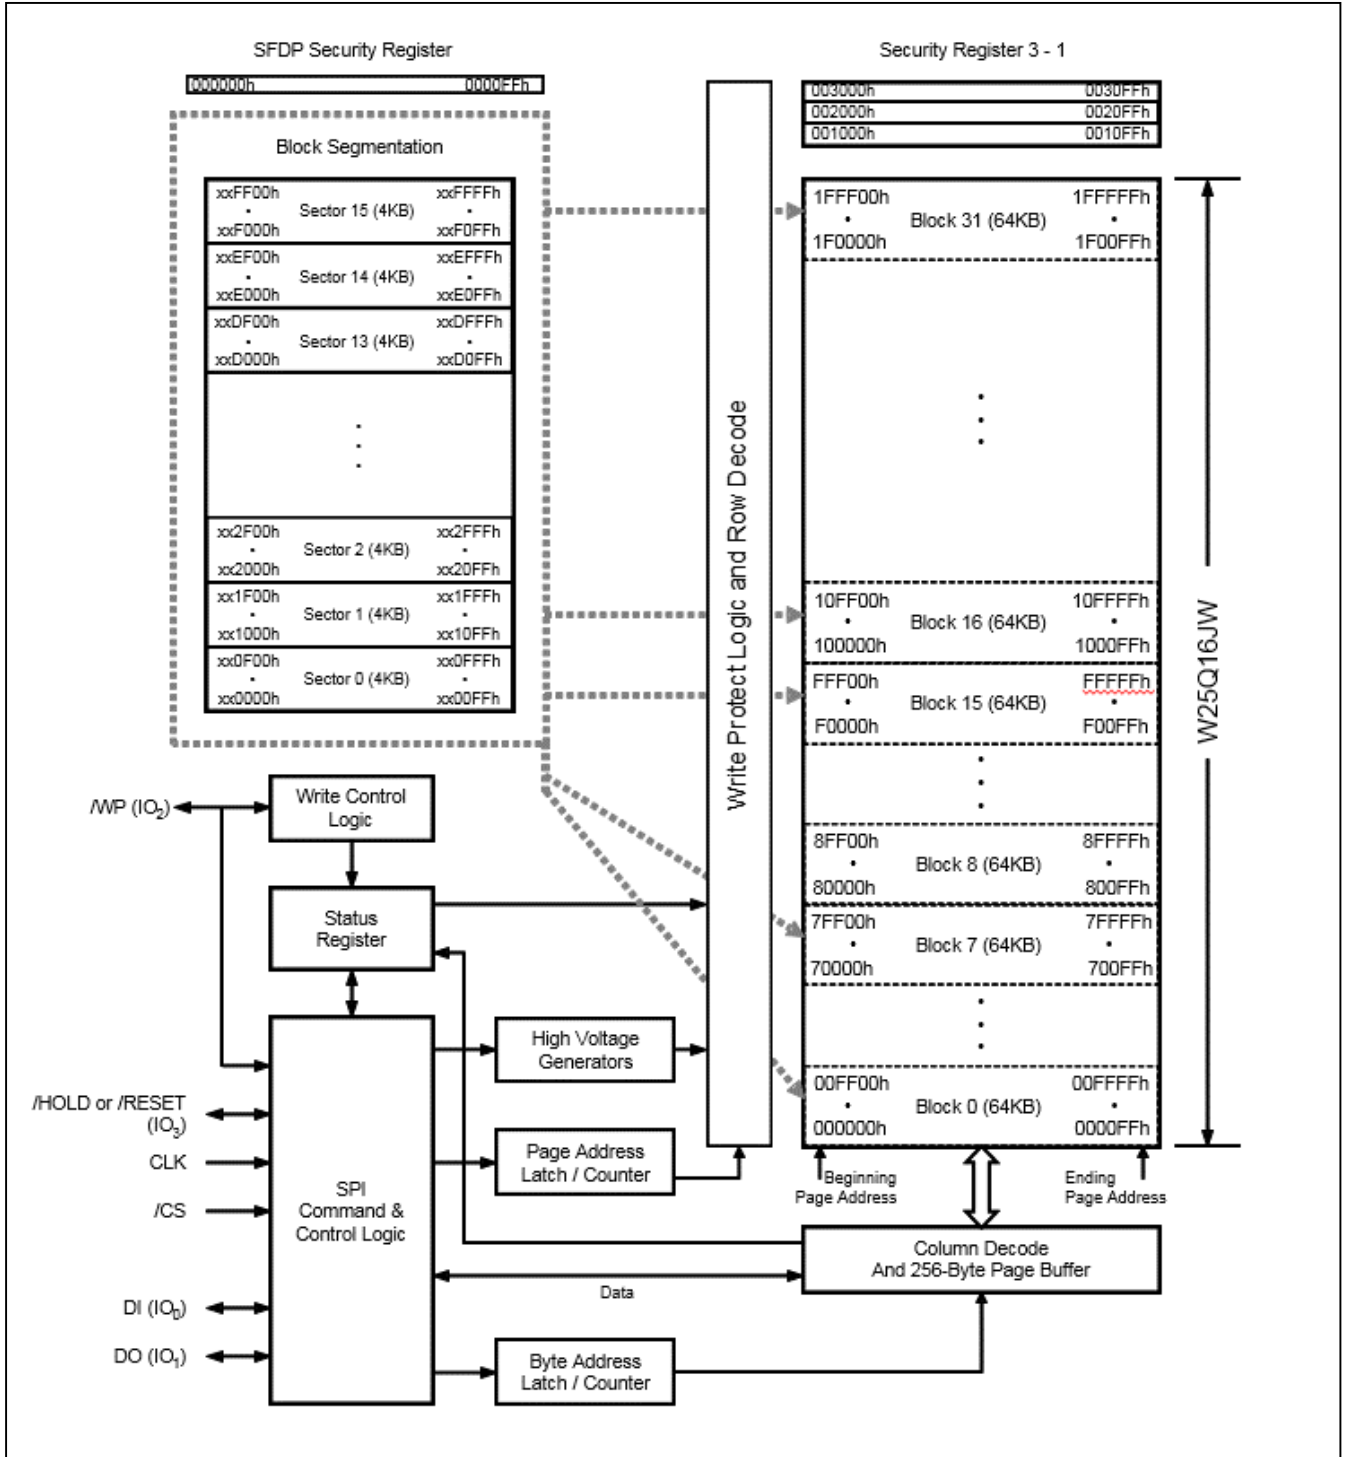 SFDP Security Register
000000h 0000FFh
Block Segmentation
xxFF00h xxFFFFh
Sector 15 (4KB)
xxF000h xxF0FFh
xxEF00h xxEFFFh
Sector 14 (4KB)
xxE000h xxE0FFh
xxDF00h xxDFFFh
Sector 13 (4KB)
xxD000h xxD0FFh
xx2F00h xx2FFFh
Sector 2 (4KB)
xx2000h xx20FFh
xx1F00h xx1FFFh
Sector 1 (4KB)
xx1000h xx10FFh
xx0F00h xx0FFFh
Sector 0 (4KB)
xx0000h xx00FFh
Write Protect Logic and Row Decode
Security Register 3 - 1
003000h 0030FFh
002000h 0020FFh
001000h 0010FFh
1FFF00h 1FFFFFh
Block 31 (64KB)
1F0000h 1F00FFh
10FF00h 10FFFFh
Block 16 (64KB)
100000h 1000FFh
FFF00h FFFFFh
Block 15 (64KB)
F0000h F00FFh
8FF00h 8FFFFh
Block 8 (64KB)
80000h 800FFh
7FF00h 7FFFFh
Block 7 (64KB)
70000h 700FFh
00FF00h 00FFFFh
Block 0 (64KB)
000000h 0000FFh
W25Q16JW
Beginning
Page Address
Ending
Page Address
/WP (IO2)
Write Control
Logic
Status
Register
High Voltage
Generators
/HOLD or /RESET
(IO3)
CLK
/CS
DI (IO0)
DO (IO1)
SPI
Command &
Control Logic
Page Address
Latch / Counter
Column Decode
And 256-Byte Page Buffer
Data
Byte Address
Latch / Counter